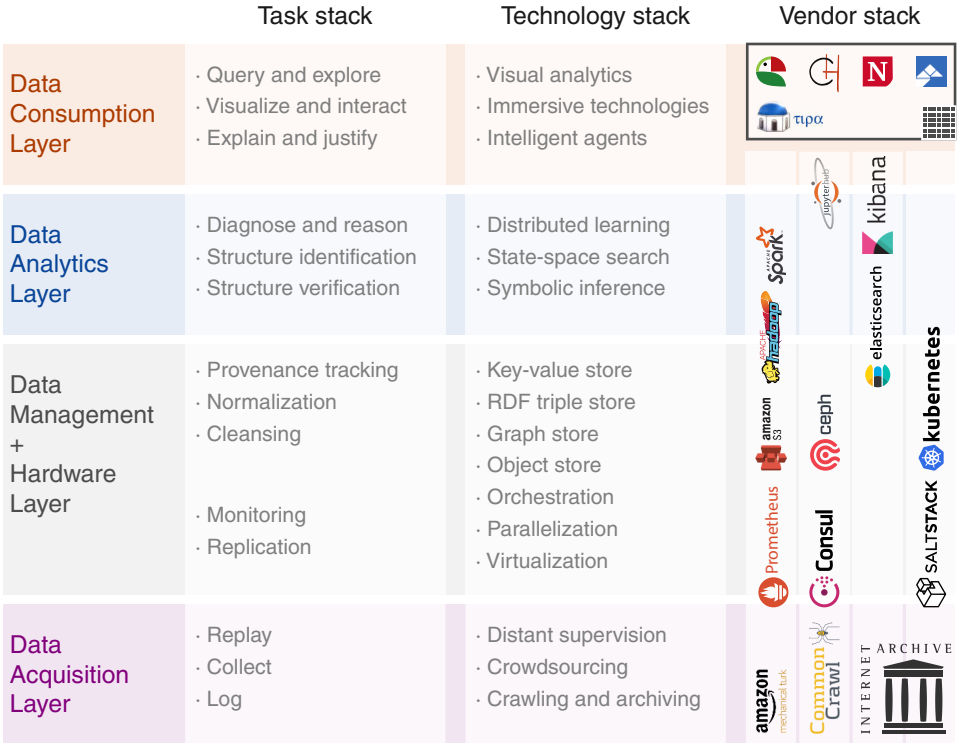 Task stack
Technology stack
Vendor stack
Data
Consumption
Layer
· Query and explore
· Visualize and interact
· Explain and justify
· Visual analytics
· Immersive technologies
· Intelligent agents
N
τιρα
Data
Analytics
Layer
· Diagnose and reason
· Structure identification
· Structure verification
· Distributed learning
· State-space search
· Symbolic inference
jupyterhub
kibana
APACHE
Spark
elasticsearch
APACHE
hadoop
Data
Management
+
Hardware
Layer
· Provenance tracking
· Normalization
· Cleansing
· Monitoring
· Replication
· Key-value store
· RDF triple store
· Graph store
· Object store
· Orchestration
· Parallelization
· Virtualization
kubernetes
amazon
S3
ceph
Prometheus
Consul
SALTSTACK
Data
Acquisition
Layer
· Replay
· Collect
· Log
· Distant supervision
· Crowdsourcing
· Crawling and archiving
amazon
mechanical turk
Common
Crawl
INTERNET
ARCHIVE